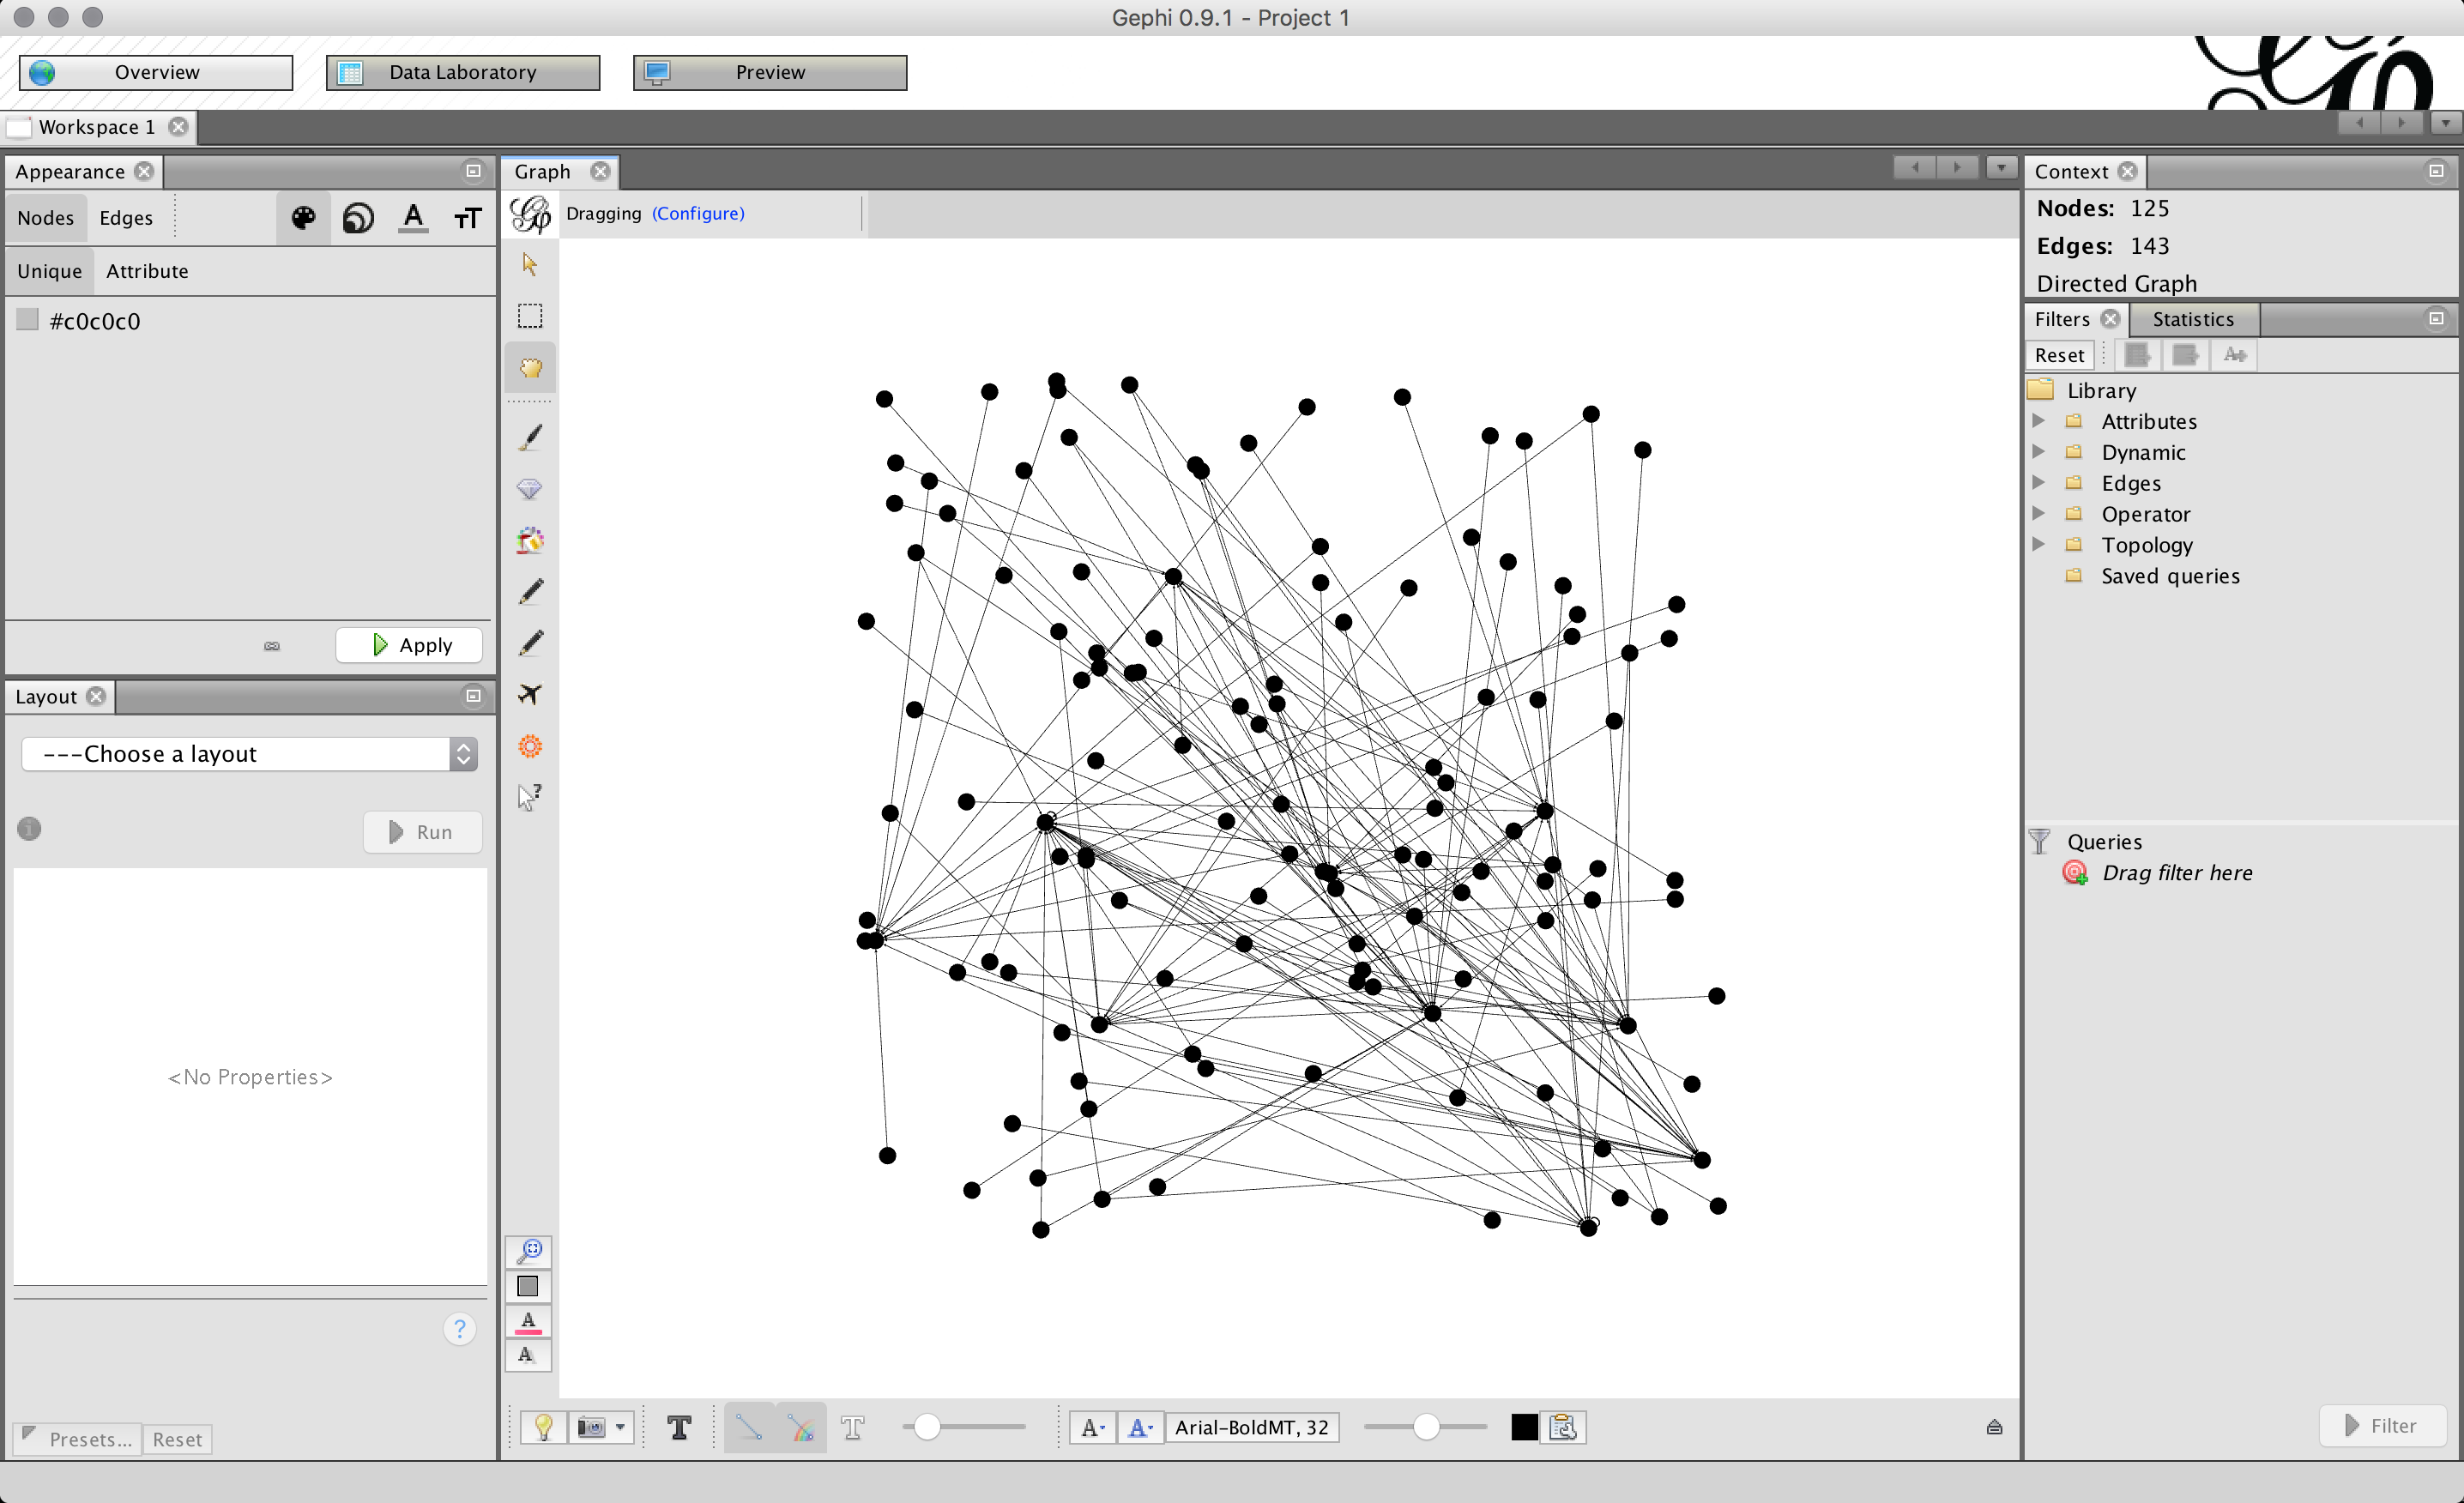 Gephi 0.9.1 - Project 1
Overview
Data Laboratory
Preview
Workspace 1
Appearance
Nodes
Edges
A
TT
Unique
Attribute
#c0c0c0
Apply
Layout
---Choose a layout
Run
<No Properties>
?
Presets...
Reset
Graph
Dragging (Configure)
?
A
A
T
T
A
A
Arial-BoldMT, 32
Context
Nodes: 125
Edges: 143
Directed Graph
Filters
Statistics
Reset
A
Library
Attributes
Dynamic
Edges
Operator
Topology
Saved queries
Queries
Drag filter here
Filter